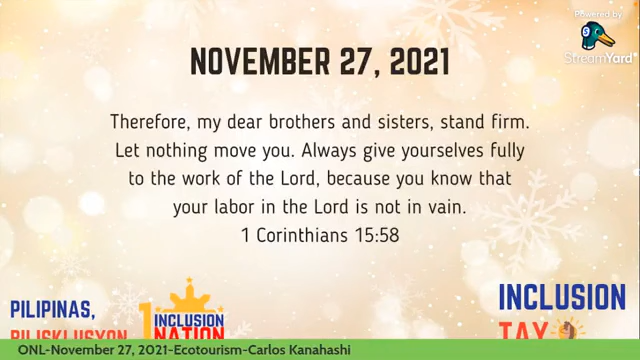 Powered by
StreamYard
NOVEMBER 27, 2021
Therefore, my dear brothers and sisters, stand firm.
Let nothing move you. Always give yourselves fully
to the work of the Lord, because you know that
your labor in the Lord is not in vain.
1 Corinthians 15:58
PILIPINAS,
1 INCLUSION
NATION
INCLUSION
TAYO
ONL-November 27, 2021-Ecotourism-Carlos Kanahashi